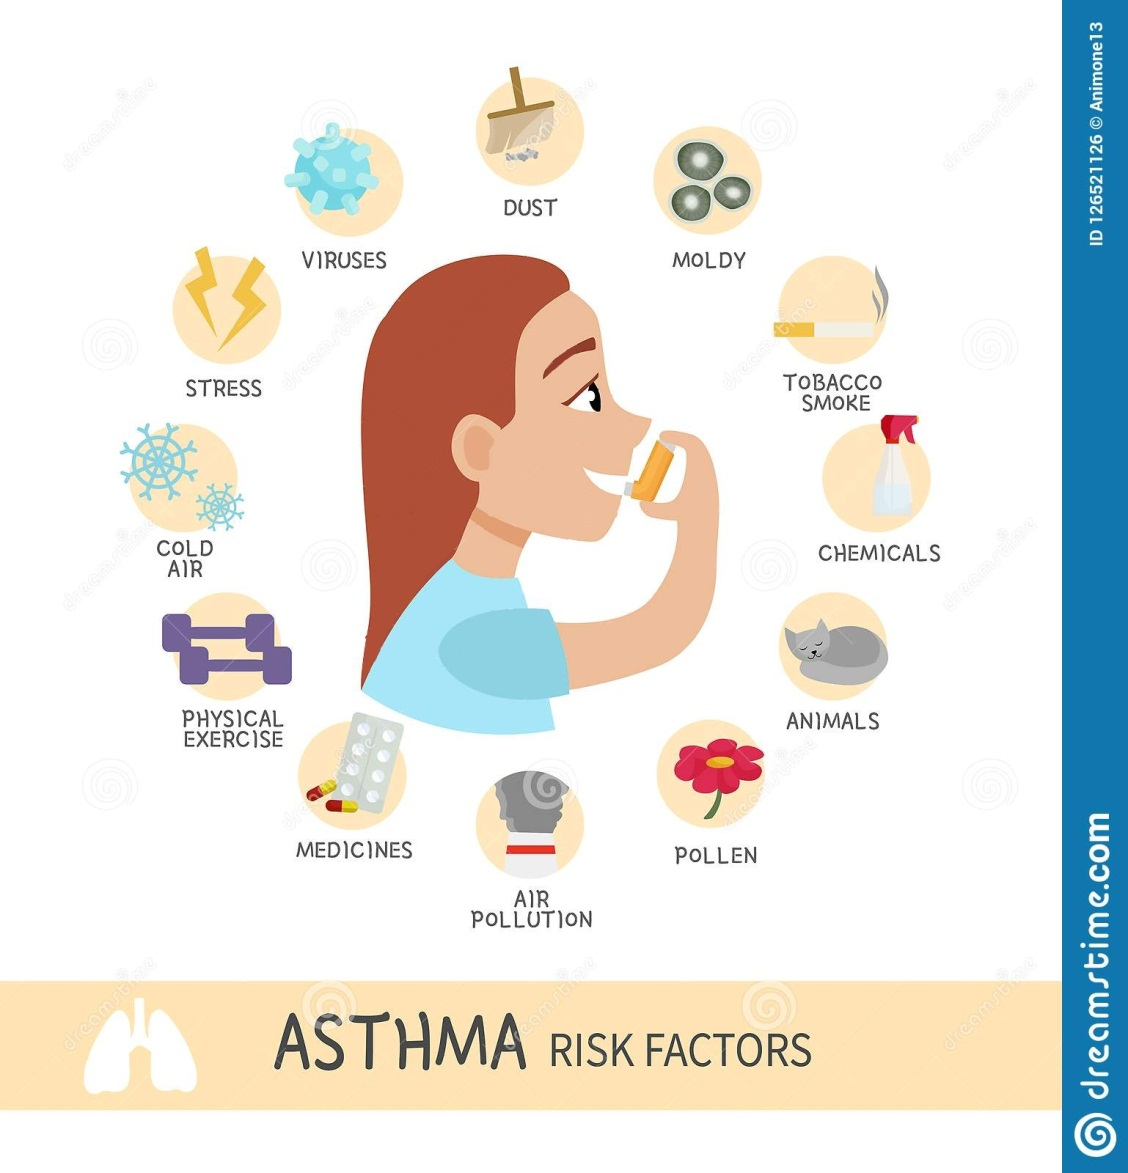 DUST
VIRUSES
MOLDY
STRESS
TOBACCO
SMOKE
COLD
AIR
CHEMICALS
PHYSICAL
EXERCISE
ANIMALS
MEDICINES
POLLEN
AIR
POLLUTION
ASTHMA RISK FACTORS
ID 126521126 © Animone13
dreamstime.com